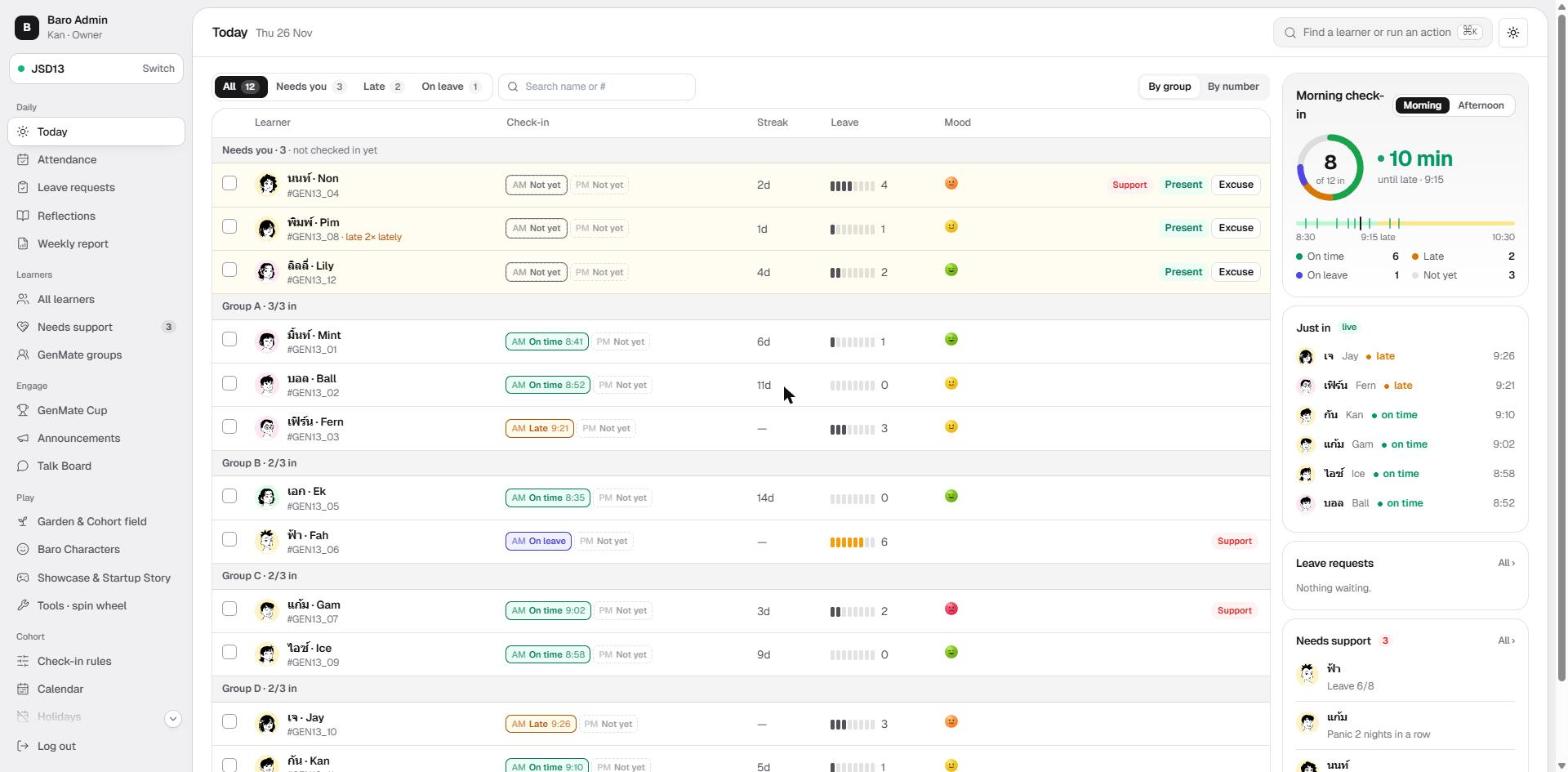 B
Baro Admin
Kan · Owner
JSD13
Switch
Daily
Today
Attendance
Leave requests
Reflections
Weekly report
Learners
All learners
Needs support 3
GenMate groups
Engage
GenMate Cup
Announcements
Talk Board
Play
Garden & Cohort field
Baro Characters
Showcase & Startup Story
Tools · spin wheel
Cohort
Check-in rules
Calendar
Holidays
Log out
Today Thu 26 Nov
Find a learner or run an action ⌘K
All 12 Needs you 3 Late 2 On leave 1
Search name or #
By group By number
Learner Check-in Streak Leave Mood
Needs you · 3 · not checked in yet
นนท์ · Non
#GEN13_04
AM Not yet PM Not yet 2d 4 Support Present Excuse
พิมพ์ · Pim
#GEN13_08 · late 2× lately
AM Not yet PM Not yet 1d 1 Present Excuse
ลิลลี่ · Lily
#GEN13_12
AM Not yet PM Not yet 4d 2 Present Excuse
Group A · 3/3 in
มิ้นท์ · Mint
#GEN13_01
AM On time 8:41 PM Not yet 6d 1
บอล · Ball
#GEN13_02
AM On time 8:52 PM Not yet 11d 0
เฟิร์น · Fern
#GEN13_03
AM Late 9:21 PM Not yet — 3
Group B · 2/3 in
เอก · Ek
#GEN13_05
AM On time 8:35 PM Not yet 14d 0
ฟ้า · Fah
#GEN13_06
AM On leave PM Not yet — 6 Support
Group C · 2/3 in
แก้ม · Gam
#GEN13_07
AM On time 9:02 PM Not yet 3d 2 Support
ไอซ์ · Ice
#GEN13_09
AM On time 8:58 PM Not yet 9d 0
Group D · 2/3 in
เจ · Jay
#GEN13_10
AM Late 9:26 PM Not yet — 3
กัน · Kan
AM On time 9:10 PM Not yet 5d 1
Morning check-
in
Morning Afternoon
8
of 12 in
10 min
until late · 9:15
8:30 9:15 late 10:30
On time 6 Late 2
On leave 1 Not yet 3
Just in live
เจ Jay late 9:26
เฟิร์น Fern late 9:21
กัน Kan on time 9:10
แก้ม Gam on time 9:02
ไอซ์ Ice on time 8:58
บอล Ball on time 8:52
Leave requests All ›
Nothing waiting.
Needs support 3 All ›
ฟ้า
Leave 6/8
แก้ม
Panic 2 nights in a row
นนท์